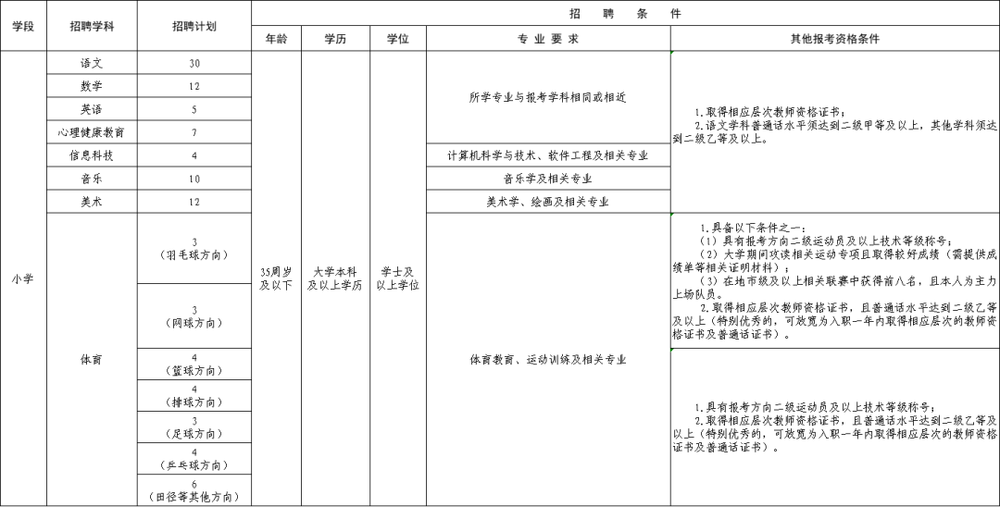 学段
招聘学科
招聘计划
招 聘 条 件
年龄
学历
学位
专 业 要 求
其他报考资格条件
小学
语文
30
数学
12
英语
5
心理健康教育
7
信息科技
4
音乐
10
美术
12
体育
3
（羽毛球方向）
3
（网球方向）
4
（篮球方向）
4
（排球方向）
3
（足球方向）
4
（乒乓球方向）
6
（田径等其他方向）
35周岁
及以下
大学本科
及以上学历
学士及
以上学位
所学专业与报考学科相同或相近
计算机科学与技术、软件工程及相关专业
音乐学及相关专业
美术学、绘画及相关专业
体育教育、运动训练及相关专业
1.取得相应层次教师资格证书；
2.语文学科普通话水平须达到二级甲等及以上，其他学科须达
到二级乙等及以上。
1.具备以下条件之一：
（1）具有报考方向二级运动员及以上技术等级称号；
（2）大学期间攻读相关运动专项且取得较好成绩（需提供成
绩单等相关证明材料）；
（3）在地市级及以上相关联赛中获得前八名，且本人为主力
上场队员。
2.取得相应层次教师资格证书，且普通话水平达到二级乙等
及以上（特别优秀的，可放宽为入职一年内取得相应层次的教师资
格证书及普通话证书）。
1.具有报考方向二级运动员及以上技术等级称号；
2.取得相应层次教师资格证书，且普通话水平达到二级乙等及
以上（特别优秀的，可放宽为入职一年内取得相应层次的教师资格
证书及普通话证书）。